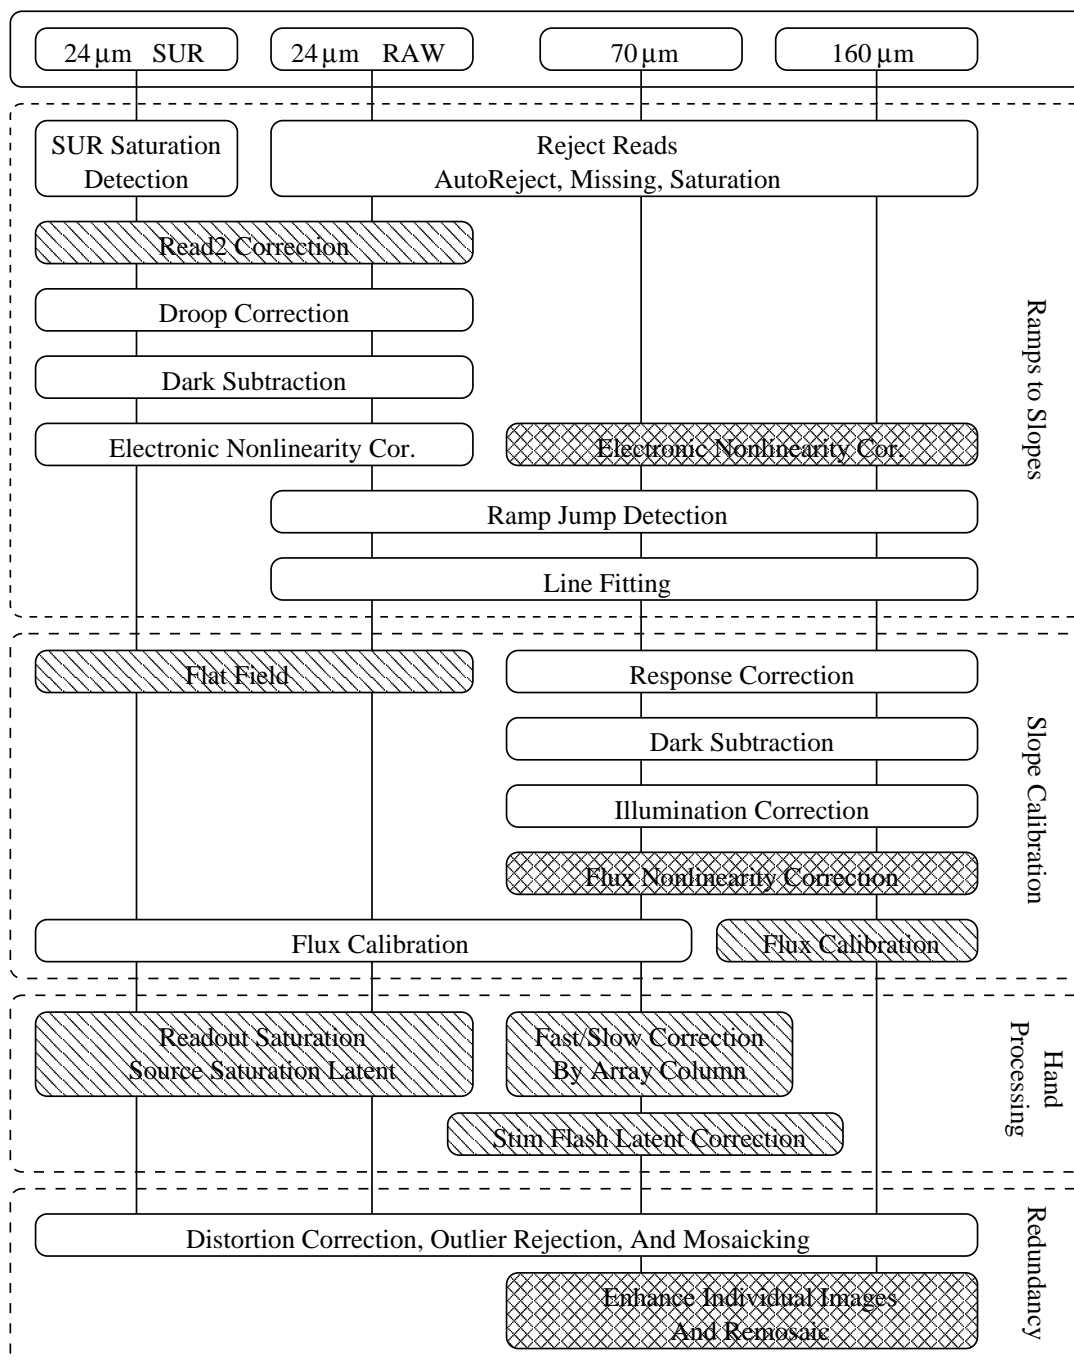 24 µm SUR
24 µm RAW
70 µm
160 µm
SUR Saturation
Detection
Reject Reads
AutoReject, Missing, Saturation
Read2 Correction
Droop Correction
Dark Subtraction
Electronic Nonlinearity Cor.
Electronic Nonlinearity Cor.
Ramp Jump Detection
Line Fitting
Ramps to Slopes
Flat Field
Response Correction
Dark Subtraction
Illumination Correction
Flux Nonlinearity Correction
Flux Calibration
Flux Calibration
Slope Calibration
Readout Saturation
Source Saturation Latent
Fast/Slow Correction
By Array Column
Stim Flash Latent Correction
Hand
Processing
Distortion Correction, Outlier Rejection, And Mosaicking
Enhance Individual Images
And Remosaic
Redundancy